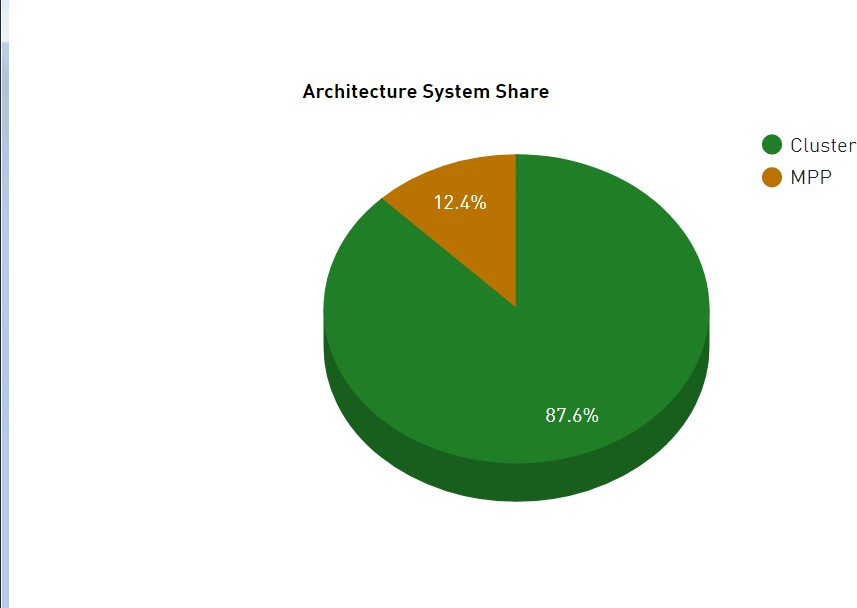 Architecture System Share
Cluster
MPP
12.4%
87.6%